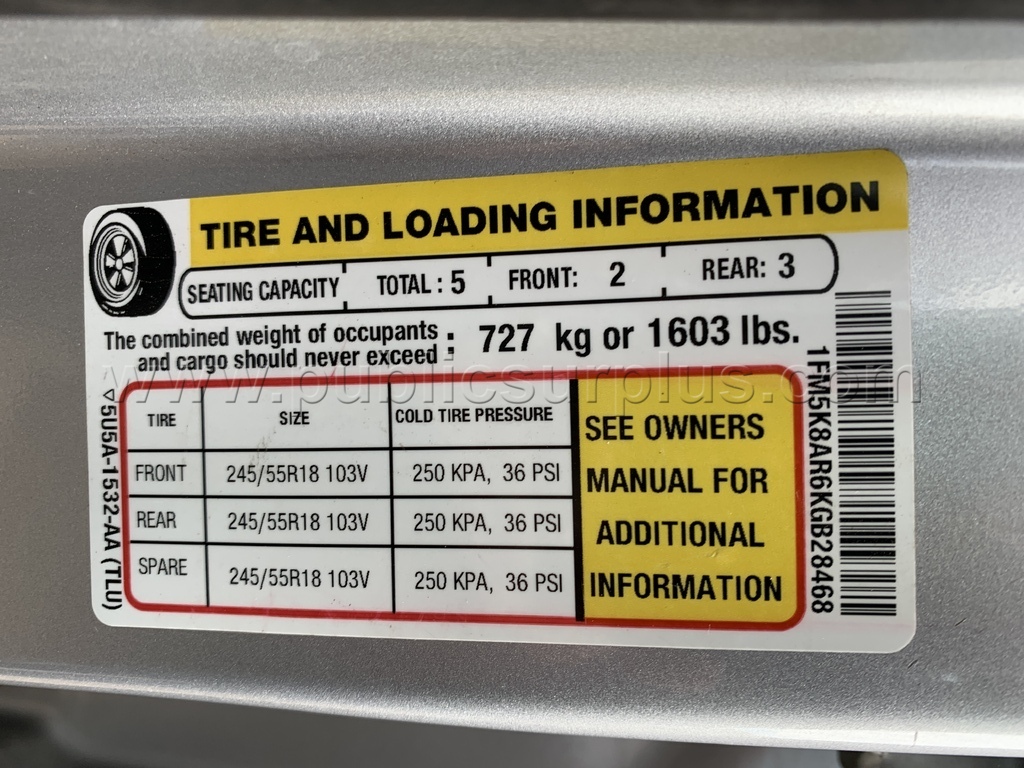 TIRE AND LOADING INFORMATION
SEATING CAPACITY TOTAL : 5 FRONT: 2 REAR: 3
The combined weight of occupants
and cargo should never exceed : 727 kg or 1603 lbs.
www.publicsurplus.com
TIRE SIZE COLD TIRE PRESSURE
FRONT 245/55R18 103V 250 KPA, 36 PSI
REAR 245/55R18 103V 250 KPA, 36 PSI
SPARE 245/55R18 103V 250 KPA, 36 PSI
SEE OWNERS
MANUAL FOR
ADDITIONAL
INFORMATION
▽5U5A-1532-AA (TLU)
1FM5K8AR6KGB28468